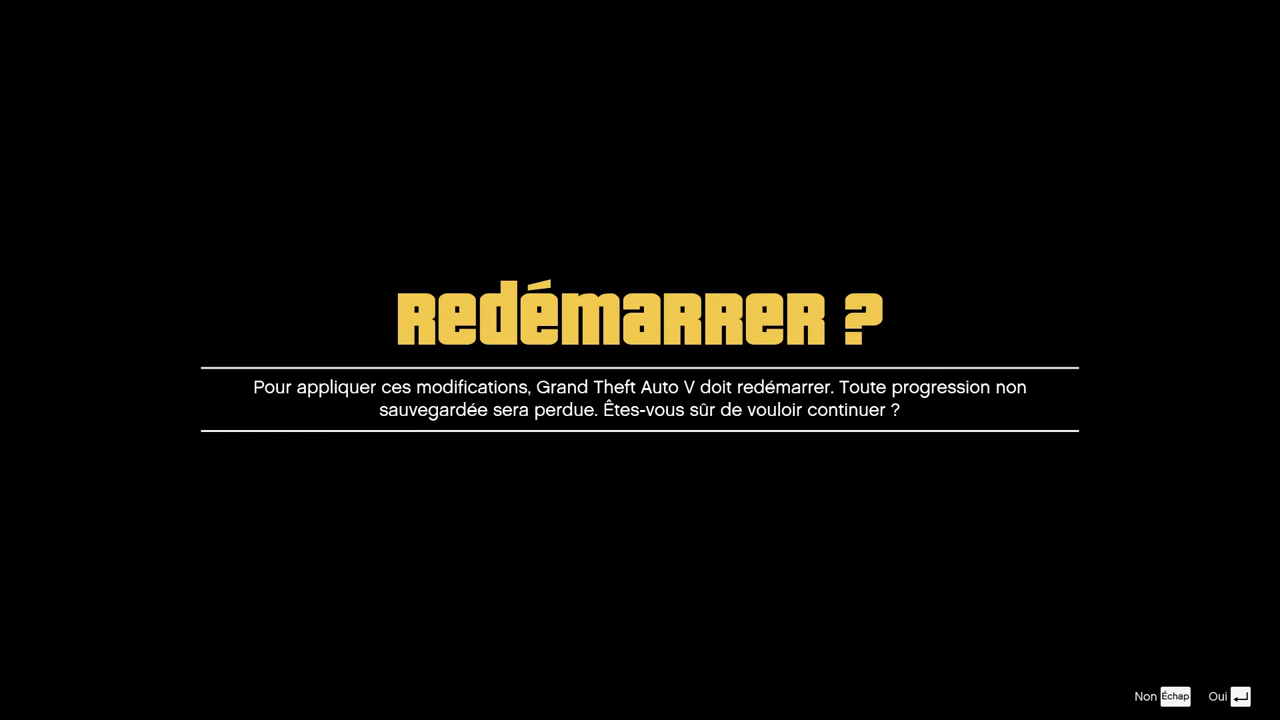 Redémarrer ?
Pour appliquer ces modifications, Grand Theft Auto V doit redémarrer. Toute progression non
sauvegardée sera perdue. Êtes-vous sûr de vouloir continuer ?
Non Échap Oui